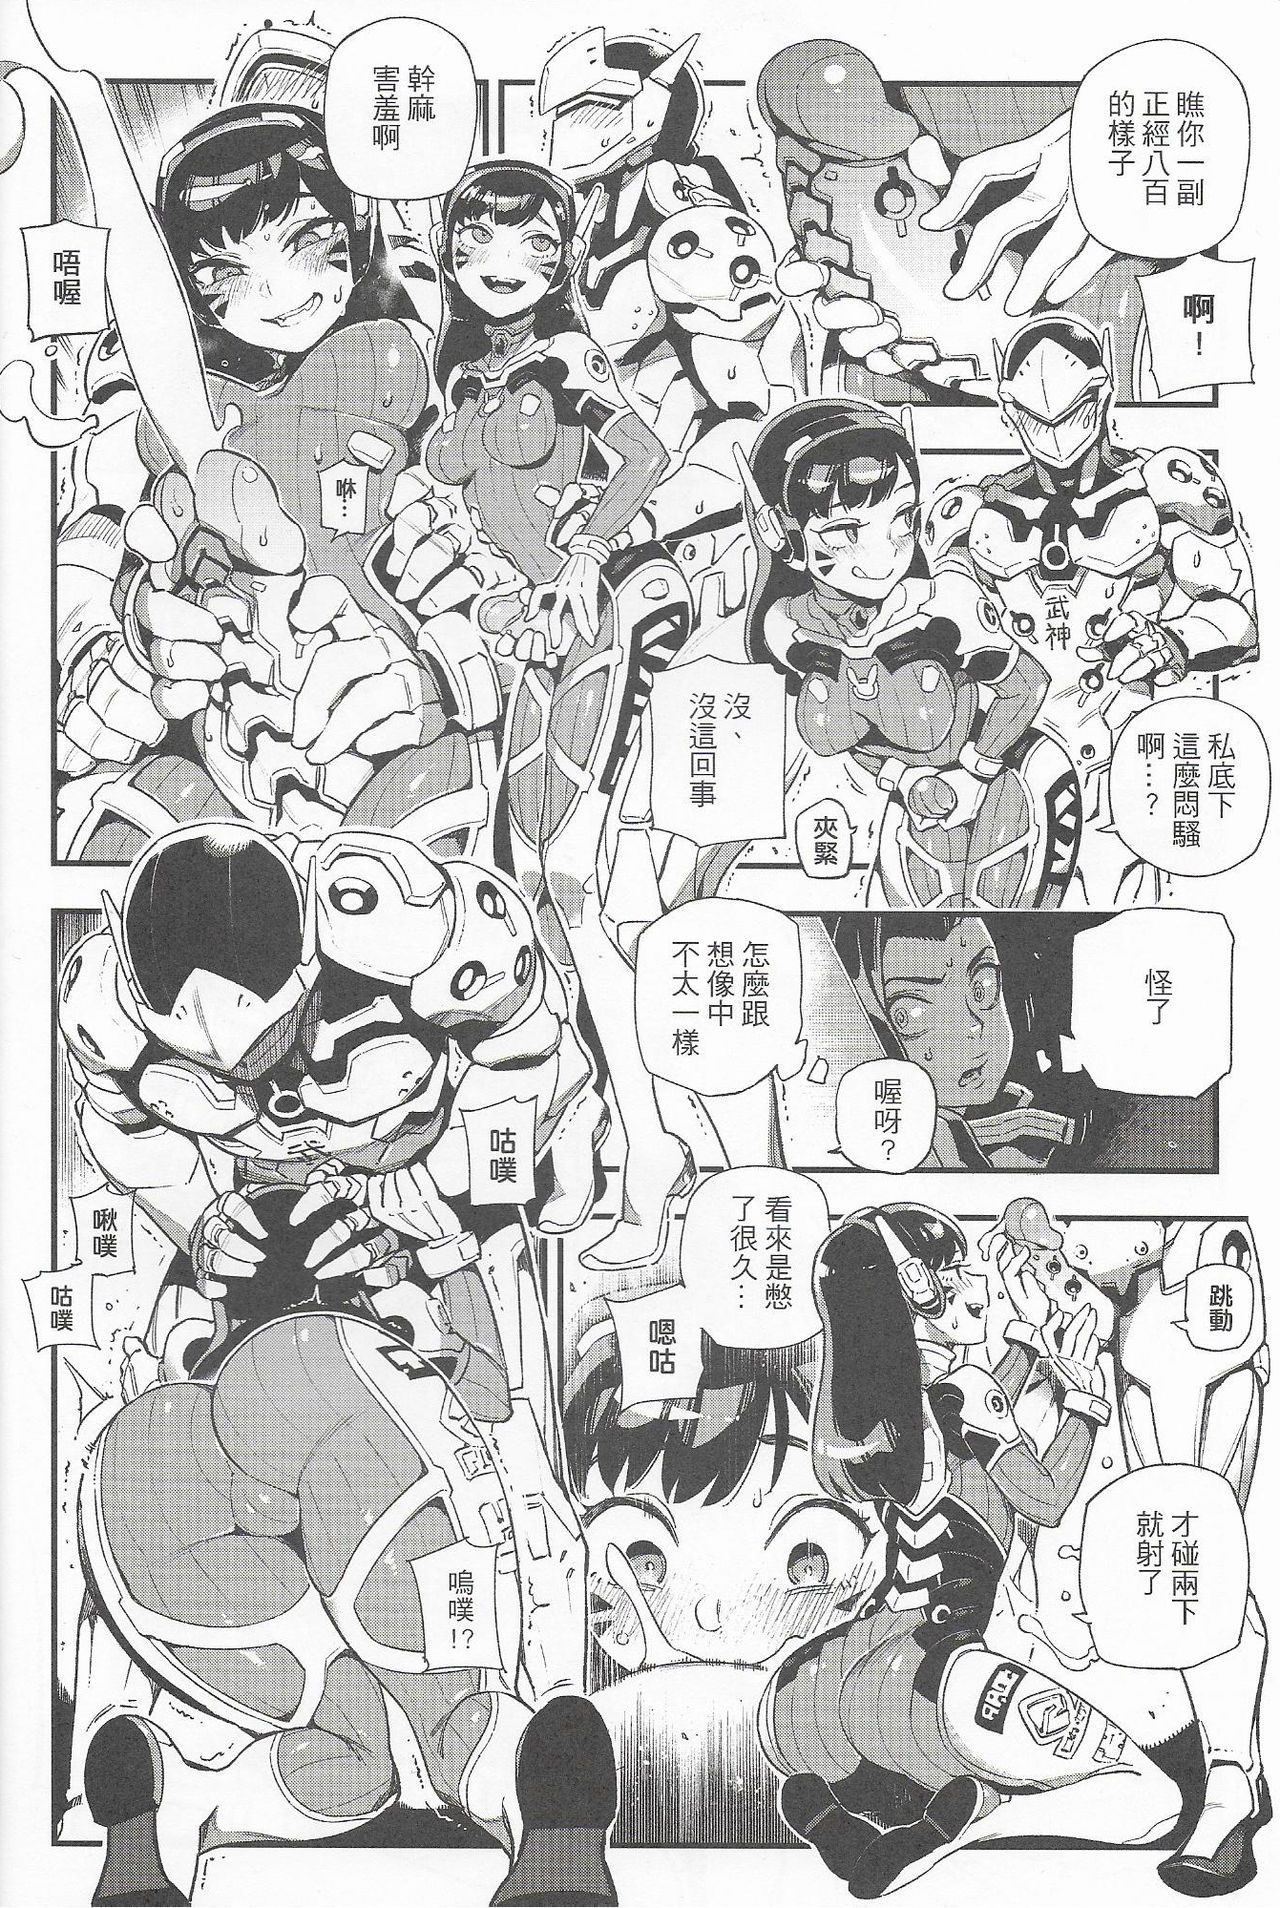 瞧你一副
正經八百
的樣子
啊！
幹麻
害羞啊
唔喔
咻…
武神
私底下
這麼悶騷
啊…？
沒、
沒這回事
夾緊
怪了
怎麼跟
想像中
不太一樣
喔呀？
咕噗
啾噗
咕噗
嗚噗!?
跳動
看來是憋
了很久…
嗯咕
才碰兩下
就射了